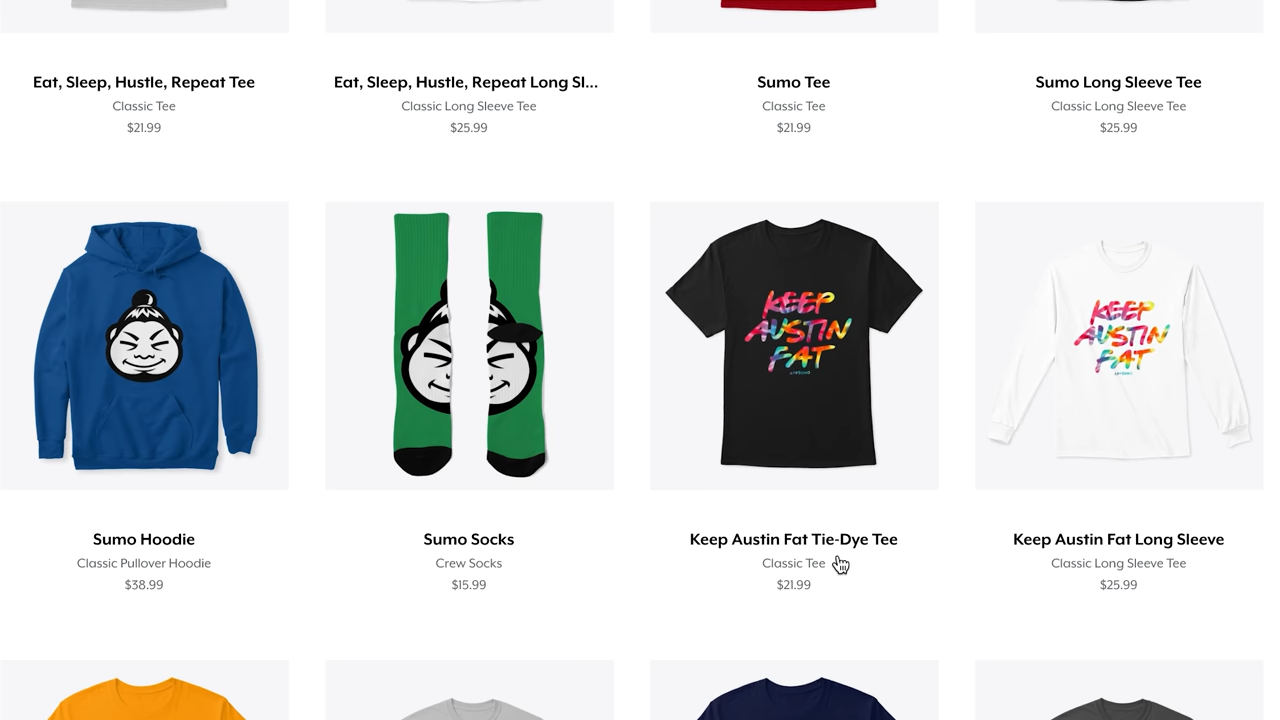 Eat, Sleep, Hustle, Repeat Tee
Classic Tee
$21.99
Eat, Sleep, Hustle, Repeat Long Sl...
Classic Long Sleeve Tee
$25.99
Sumo Tee
Classic Tee
$21.99
Sumo Long Sleeve Tee
Classic Long Sleeve Tee
$25.99
KEEP
AUSTIN
FAT
KEEP
AUSTIN
FAT
Sumo Hoodie
Classic Pullover Hoodie
$38.99
Sumo Socks
Crew Socks
$15.99
Keep Austin Fat Tie-Dye Tee
Classic Tee
$21.99
Keep Austin Fat Long Sleeve
Classic Long Sleeve Tee
$25.99